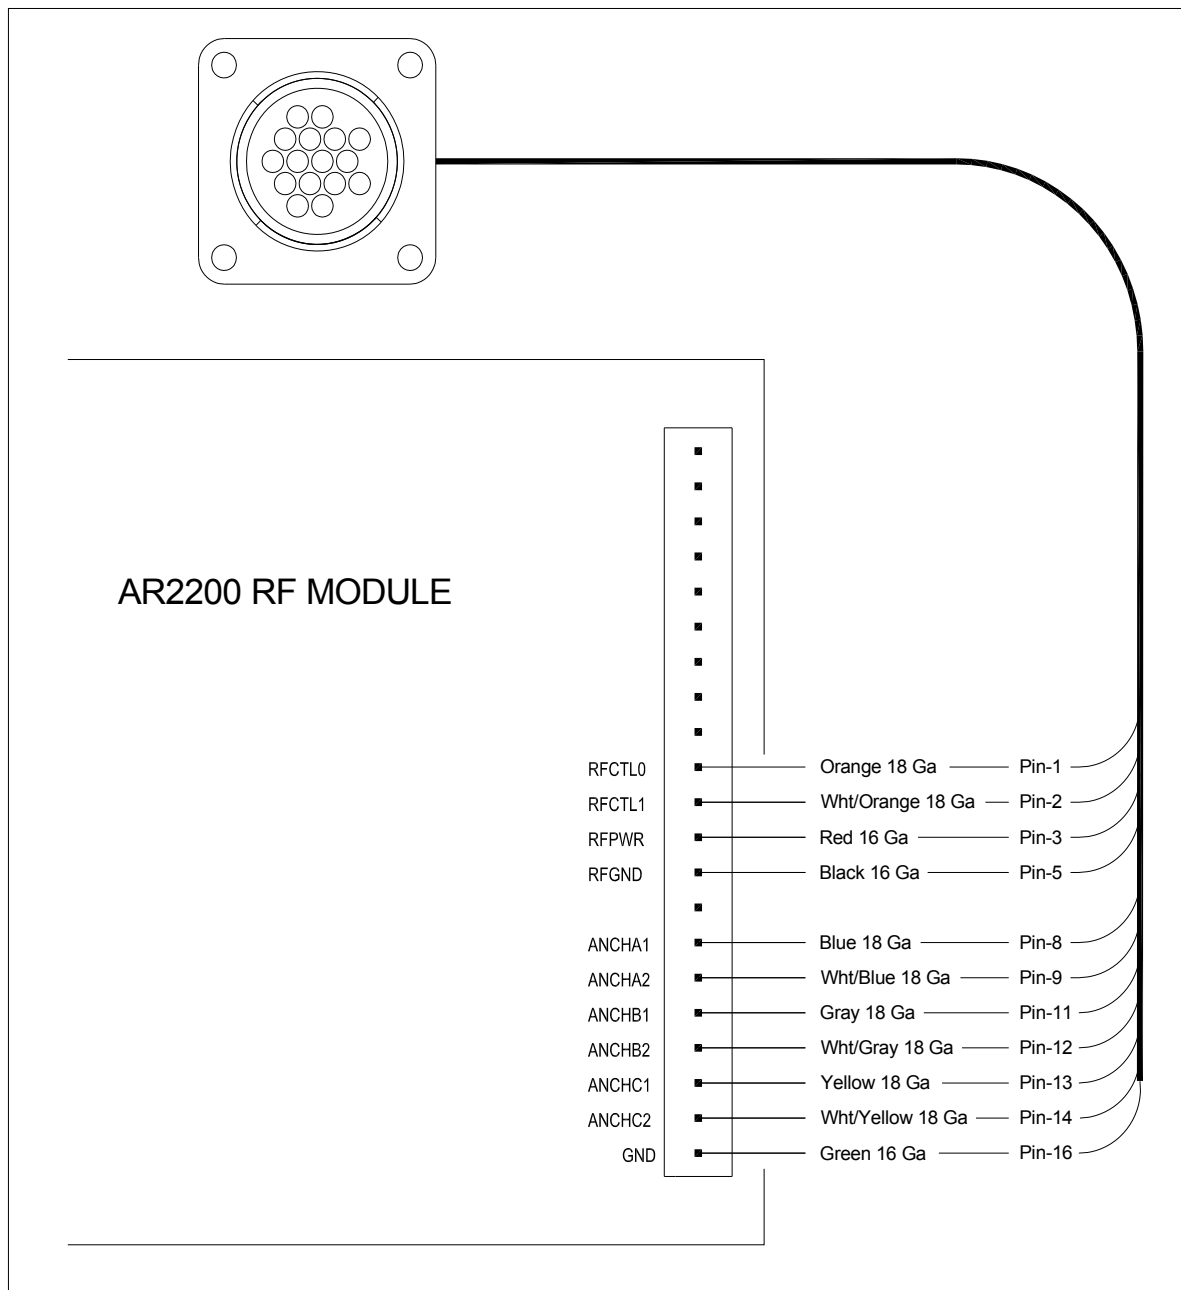 AR2200 RF MODULE
RFCTL0 Orange 18 Ga Pin-1
RFCTL1 Wht/Orange 18 Ga Pin-2
RFPWR Red 16 Ga Pin-3
RFGND Black 16 Ga Pin-5
ANCHA1 Blue 18 Ga Pin-8
ANCHA2 Wht/Blue 18 Ga Pin-9
ANCHB1 Gray 18 Ga Pin-11
ANCHB2 Wht/Gray 18 Ga Pin-12
ANCHC1 Yellow 18 Ga Pin-13
ANCHC2 Wht/Yellow 18 Ga Pin-14
GND Green 16 Ga Pin-16